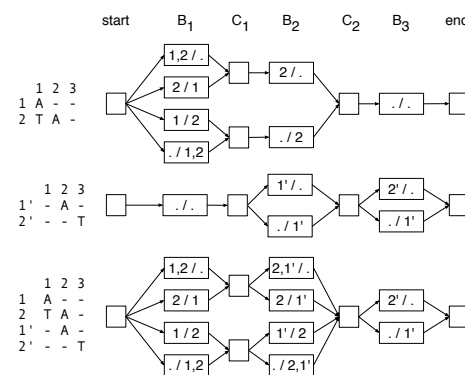 start B1 C1 B2 C2 B3 end
1,2 / .
1 2 3 2 / 1 2 / .
1 A - -
2 T A - 1 / 2 . / .
. / 1,2 . / 2
1 2 3 1' / . 2' / .
1' - A - . / .
2' - - T . / 1' . / 1'
1,2 / . 2,1' / .
1 2 3 2 / 1 2 / 1' 2' / .
1 A - -
2 T A -
1' - A - 1 / 2 1' / 2 . / 1'
2' - - T . / 1,2 . / 2,1'